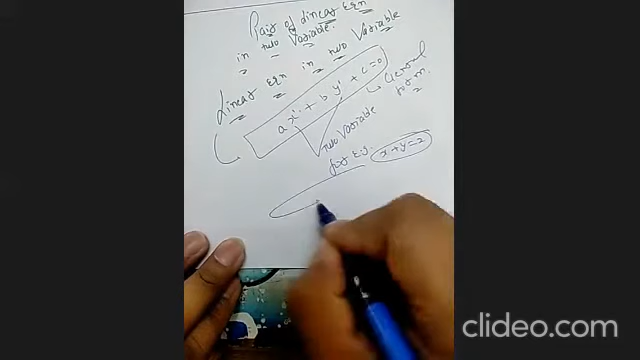 Pair of Linear Eqn
in two Variable.
Linear Eqn in two Variable
ax' + by' + c = 0
General form.
two Variable
for e.g. x + y = 2
clideo.com